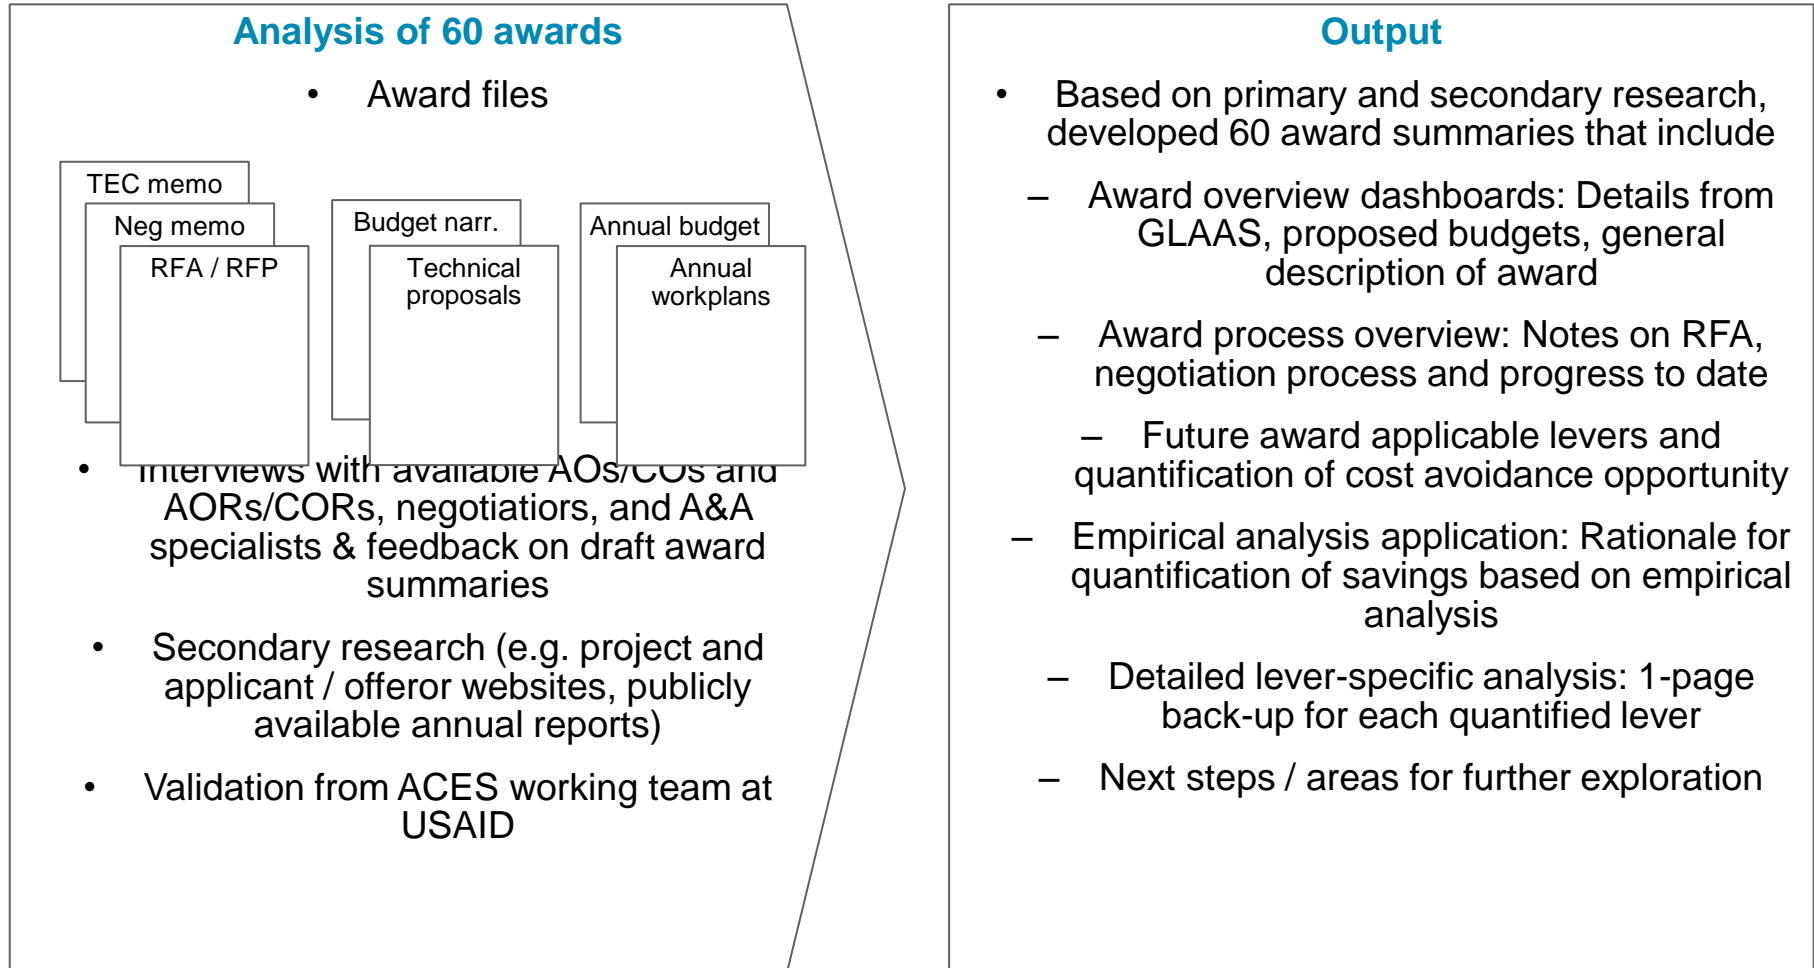 Analysis of 60 awards
• Award files
TEC memo
Neg memo
RFA / RFP
Budget narr.
Technical
proposals
Annual budget
Annual
workplans
• Interviews with available AOs/COs and
AORs/CORs, negotiatiors, and A&A
specialists & feedback on draft award
summaries
• Secondary research (e.g. project and
applicant / offeror websites, publicly
available annual reports)
• Validation from ACES working team at
USAID
Output
• Based on primary and secondary research,
developed 60 award summaries that include
– Award overview dashboards: Details from
GLAAS, proposed budgets, general
description of award
– Award process overview: Notes on RFA,
negotiation process and progress to date
– Future award applicable levers and
quantification of cost avoidance opportunity
– Empirical analysis application: Rationale for
quantification of savings based on empirical
analysis
– Detailed lever-specific analysis: 1-page
back-up for each quantified lever
– Next steps / areas for further exploration